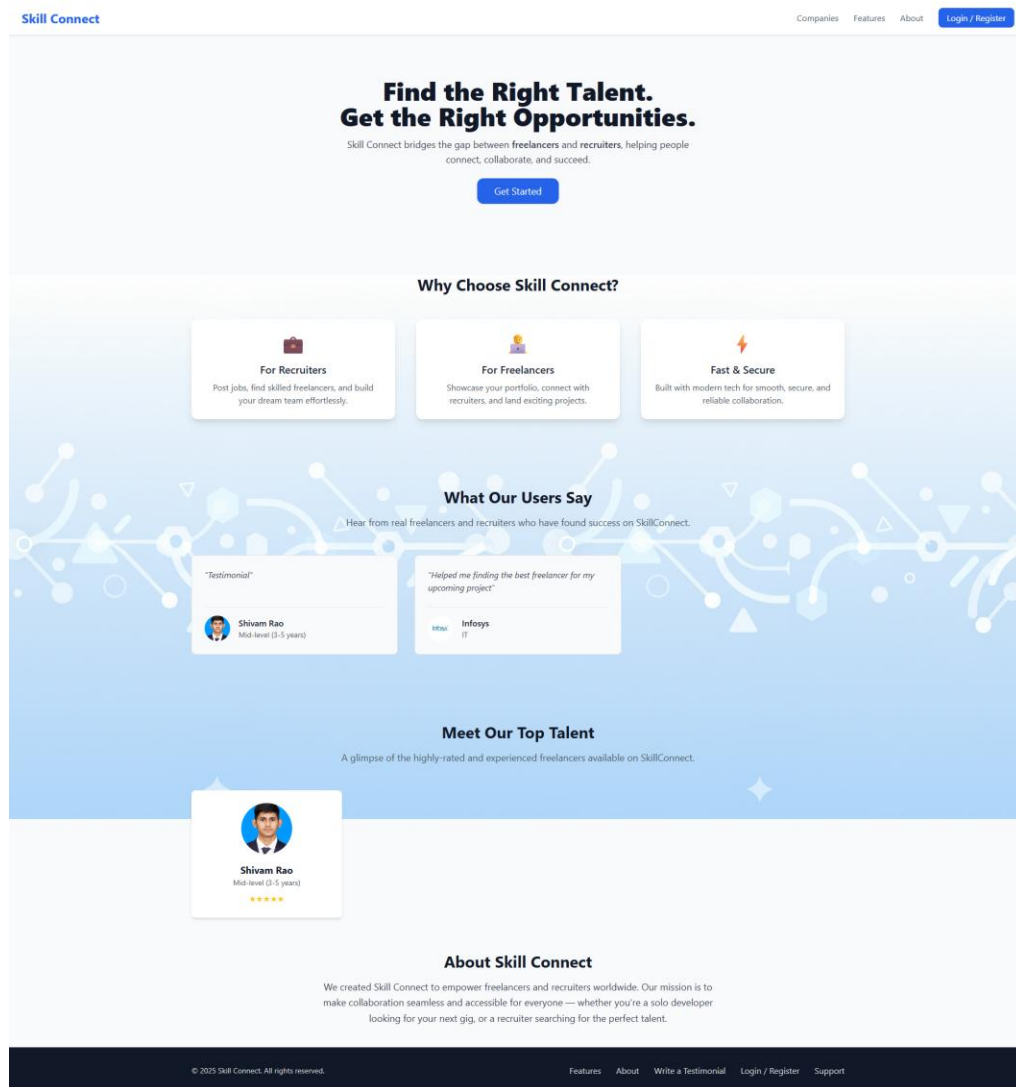 Skill Connect
Companies Features About Login / Register
Find the Right Talent.
Get the Right Opportunities.
Skill Connect bridges the gap between freelancers and recruiters, helping people
connect, collaborate, and succeed.
Get Started
Why Choose Skill Connect?
For Recruiters
Post jobs, find skilled freelancers, and build
your dream team effortlessly.
For Freelancers
Showcase your portfolio, connect with
recruiters, and land exciting projects.
Fast & Secure
Built with modern tech for smooth, secure, and
reliable collaboration.
What Our Users Say
Hear from real freelancers and recruiters who have found success on SkillConnect.
"Testimonial"
Shivam Rao
Mid-level (3-5 years)
"Helped me finding the best freelancer for my
upcoming project"
Infosys
Infosys
IT
Meet Our Top Talent
A glimpse of the highly-rated and experienced freelancers available on SkillConnect.
Shivam Rao
Mid-level (3-5 years)
★★★★★
About Skill Connect
We created Skill Connect to empower freelancers and recruiters worldwide. Our mission is to
make collaboration seamless and accessible for everyone — whether you're a solo developer
looking for your next gig, or a recruiter searching for the perfect talent.
© 2025 Skill Connect. All rights reserved.
Features About Write a Testimonial Login / Register Support